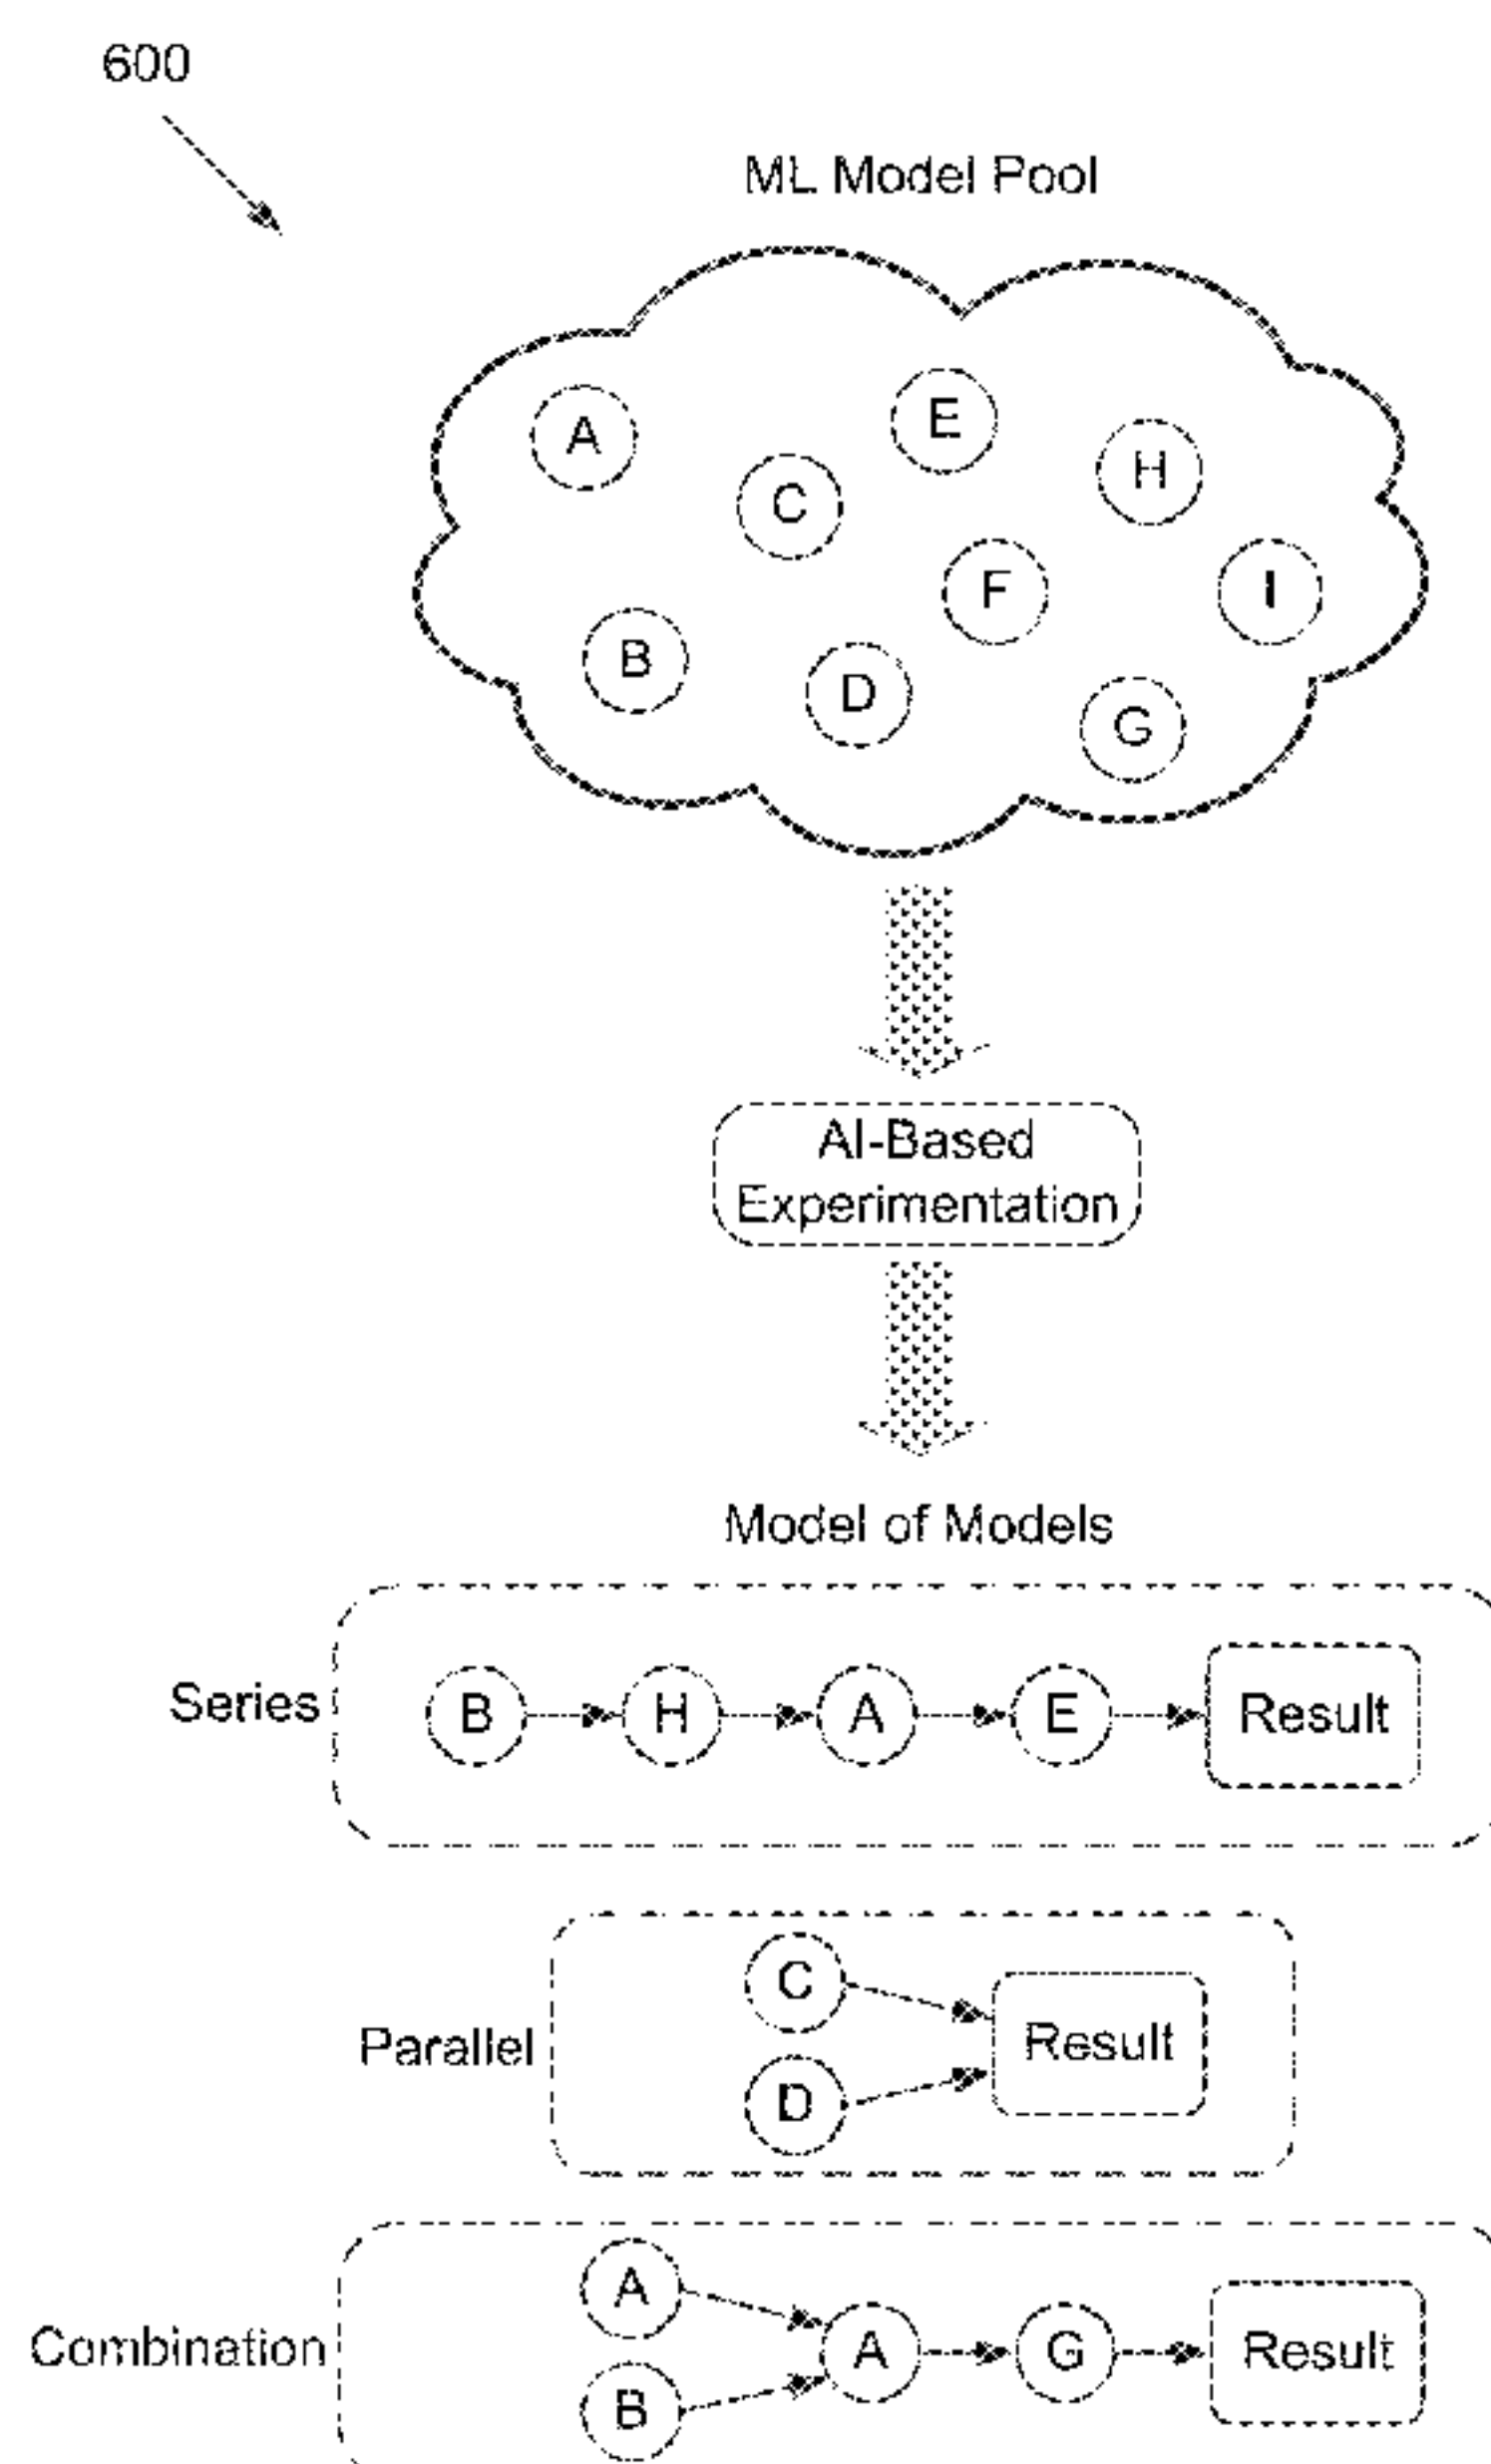 600
ML Model Pool
A
E
H
C
F
I
B
D
G
AI-Based
Experimentation
Model of Models
Series
B
H
A
E
Result
C
Parallel
Result
D
A
Combination
A
G
Result
B